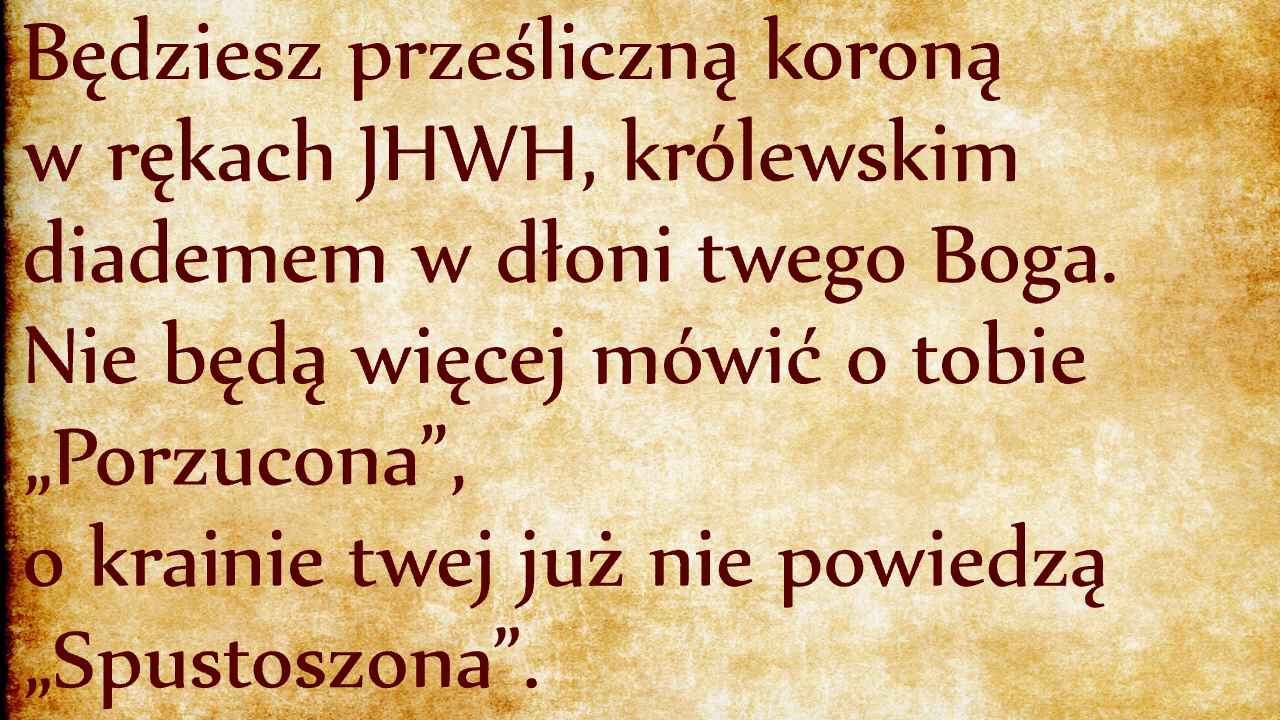 Będziesz prześliczną koroną
w rękach JHWH, królewskim
diademem w dłoni twego Boga.
Nie będą więcej mówić o tobie
„Porzucona”,
o krainie twej już nie powiedzą
„Spustoszona”.